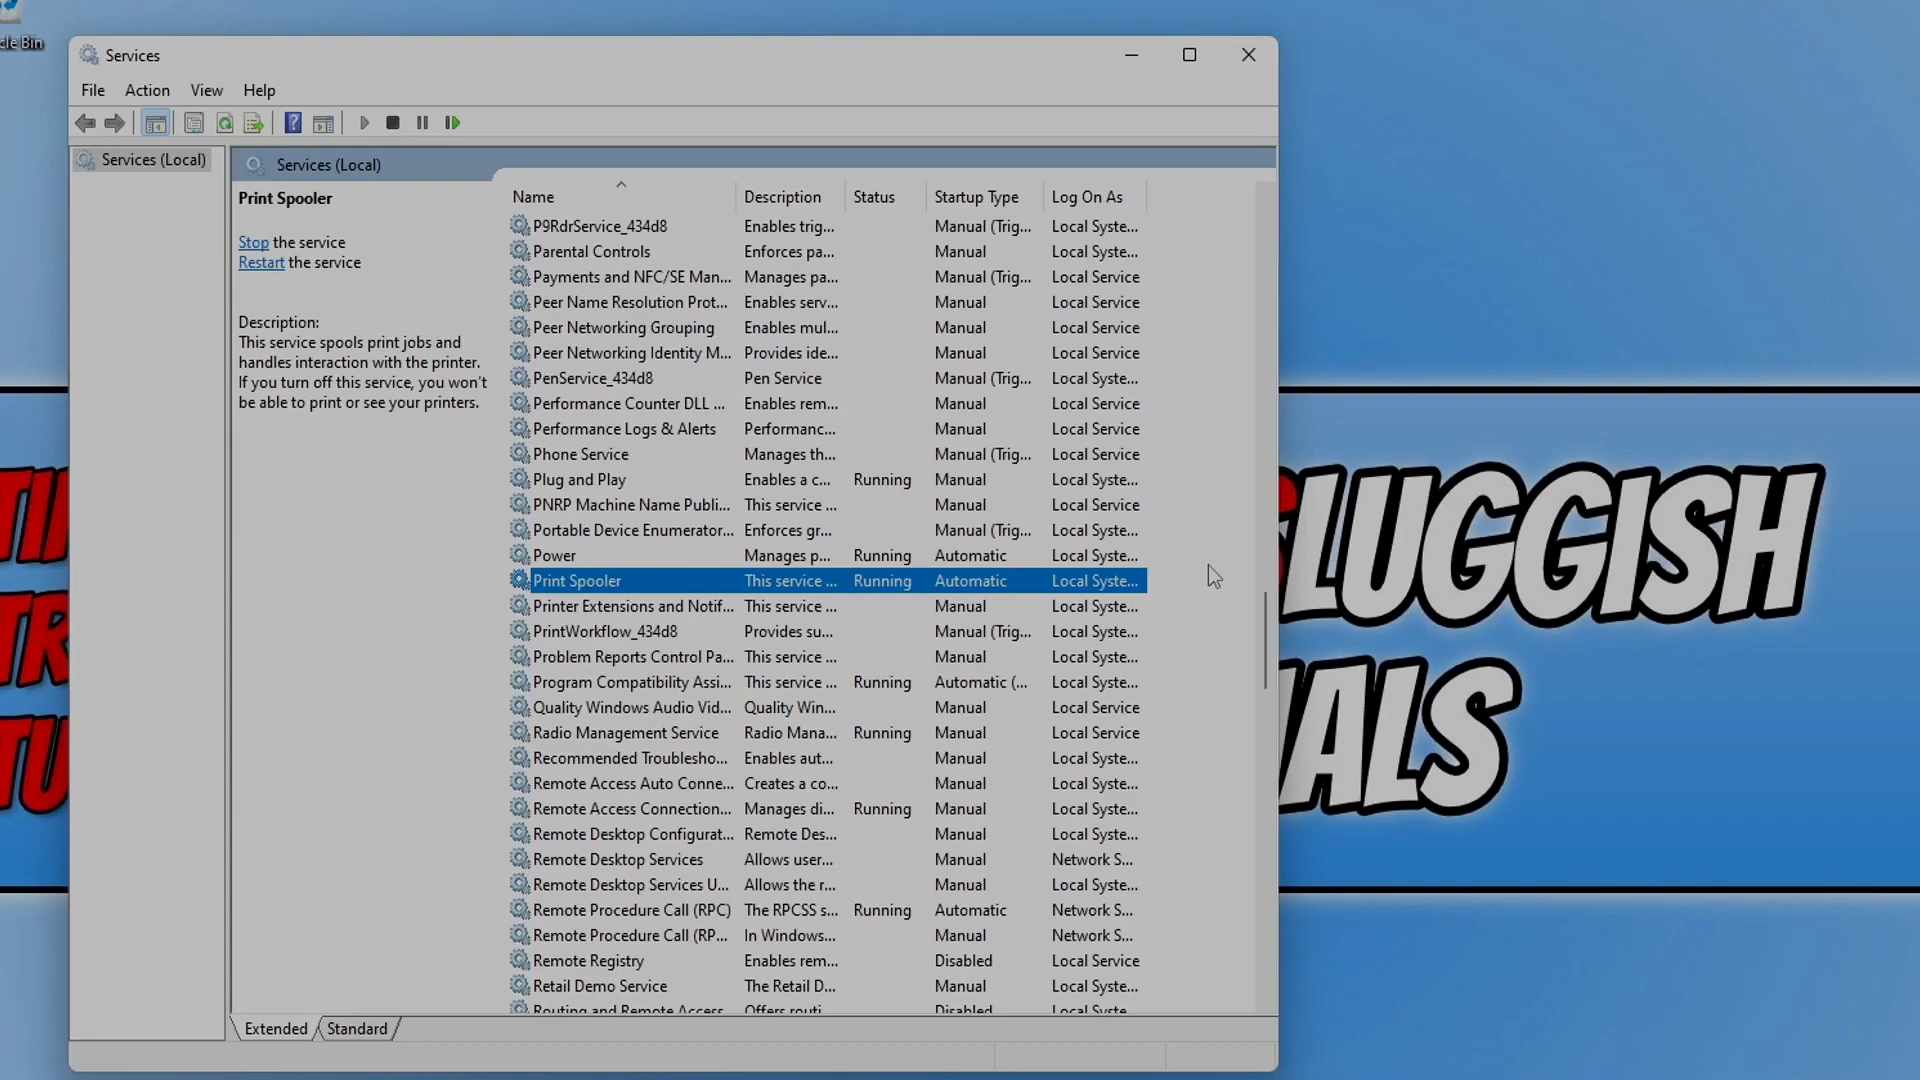 cle Bin
Services
File Action View Help
Services (Local)
Services (Local)
Print Spooler
Stop the service
Restart the service
Description:
This service spools print jobs and
handles interaction with the printer.
If you turn off this service, you won't
be able to print or see your printers.
Name Description Status Startup Type Log On As
P9RdrService_434d8 Enables trig... Manual (Trig... Local Syste...
Parental Controls Enforces pa... Manual Local Syste...
Payments and NFC/SE Man... Manages pa... Manual (Trig... Local Service
Peer Name Resolution Prot... Enables serv... Manual Local Service
Peer Networking Grouping Enables mul... Manual Local Service
Peer Networking Identity M... Provides ide... Manual Local Service
PenService_434d8 Pen Service Manual (Trig... Local Syste...
Performance Counter DLL ... Enables rem... Manual Local Service
Performance Logs & Alerts Performanc... Manual Local Service
Phone Service Manages th... Manual (Trig... Local Service
Plug and Play Enables a c... Running Manual Local Syste...
PNRP Machine Name Publi... This service ... Manual Local Service
Portable Device Enumerator... Enforces gr... Manual (Trig... Local Syste...
Power Manages p... Running Automatic Local Syste...
Print Spooler This service ... Running Automatic Local Syste...
Printer Extensions and Notif... This service ... Manual Local Syste...
PrintWorkflow_434d8 Provides su... Manual (Trig... Local Syste...
Problem Reports Control Pa... This service ... Manual Local Syste...
Program Compatibility Assi... This service ... Running Automatic (... Local Syste...
Quality Windows Audio Vid... Quality Win... Manual Local Service
Radio Management Service Radio Mana... Running Manual Local Service
Recommended Troublesho... Enables aut... Manual Local Syste...
Remote Access Auto Conne... Creates a co... Manual Local Syste...
Remote Access Connection... Manages di... Running Manual Local Syste...
Remote Desktop Configurat... Remote Des... Manual Local Syste...
Remote Desktop Services Allows user... Manual Network S...
Remote Desktop Services U... Allows the r... Manual Local Syste...
Remote Procedure Call (RPC) The RPCSS s... Running Automatic Network S...
Remote Procedure Call (RP... In Windows... Manual Network S...
Remote Registry Enables rem... Disabled Local Service
Retail Demo Service The Retail D... Manual Local Syste...
Routing and Remote Access Offers routi... Disabled Local Syste...
Extended Standard
TI
SLUGGISH
TR
IALS
TU